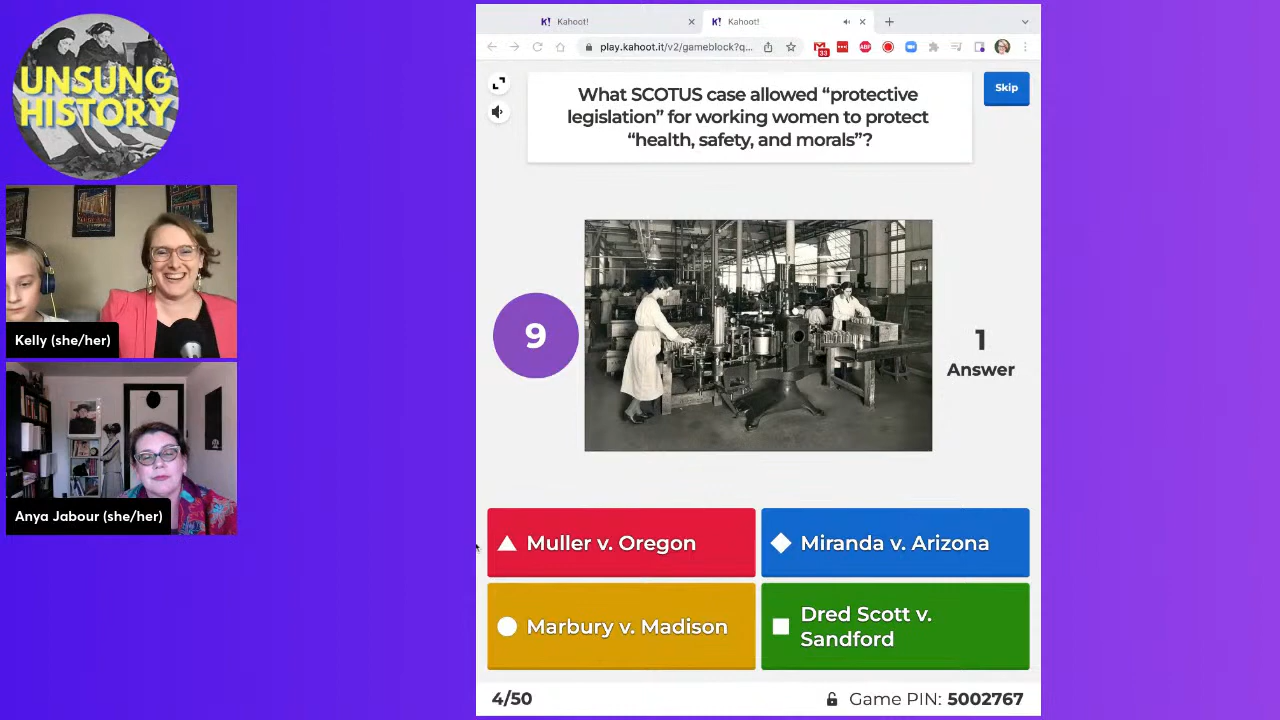 UNSUNG
HISTORY
Kelly (she/her)
Anya Jabour (she/her)
Kahoot!
Kahoot!
play.kahoot.it/v2/gameblock?q...
33
ABP
What SCOTUS case allowed “protective
legislation” for working women to protect
“health, safety, and morals”?
Skip
9
1
Answer
Muller v. Oregon
Miranda v. Arizona
Marbury v. Madison
Dred Scott v.
Sandford
4/50
Game PIN: 5002767